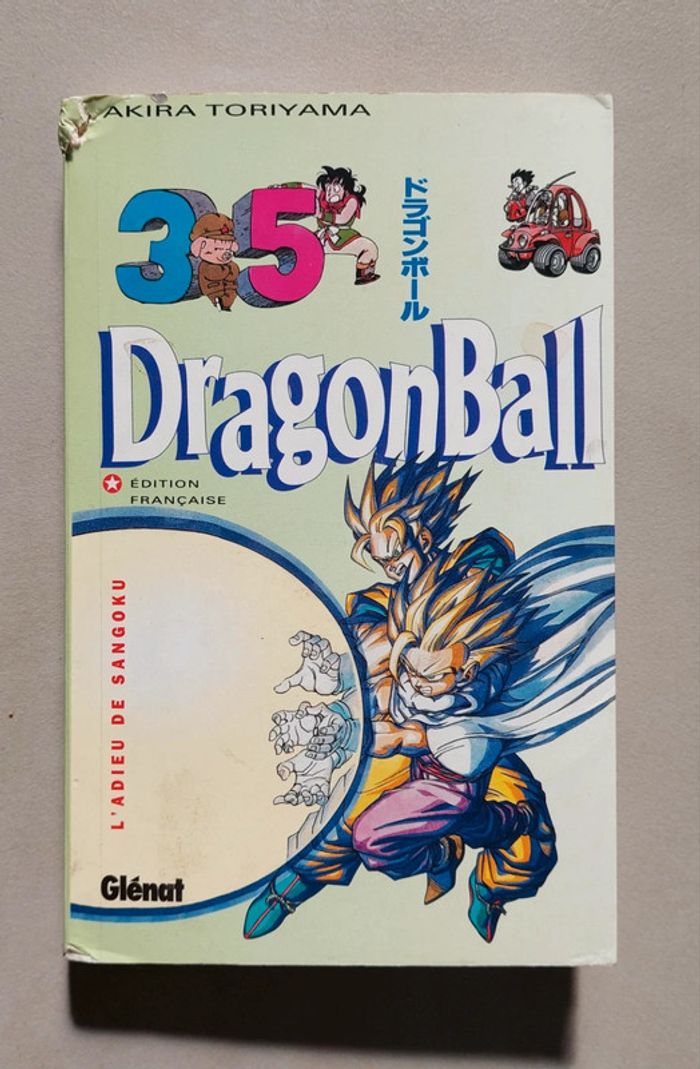 AKIRA TORIYAMA
35
ドラゴンボール
DragonBall
ÉDITION
FRANÇAISE
L'ADIEU DE SANGOKU
Glénat